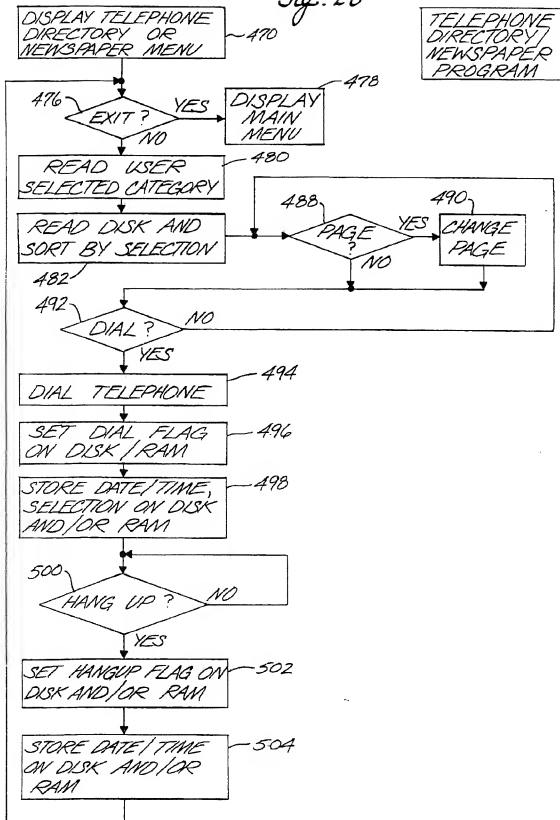 DISPLAY TELEPHONE
DIRECTORY OR
NEWSPAPER MENU
470
TELEPHONE
DIRECTORY/
NEWSPAPER
PROGRAM
476
EXIT?
YES
NO
478
DISPLAY
MAIN
MENU
480
READ USER
SELECTED CATEGORY
READ DISK AND
SORT BY SELECTION
482
488
PAGE
?
YES
NO
490
CHANGE
PAGE
492
DIAL?
NO
YES
DIAL TELEPHONE
494
SET DIAL FLAG
ON DISK/RAM
496
STORE DATE/TIME,
SELECTION ON DISK
AND/OR RAM
498
500
HANG UP?
NO
YES
SET HANGUP FLAG ON
DISK AND/OR RAM
502
STORE DATE/TIME
ON DISK AND/OR
RAM
504